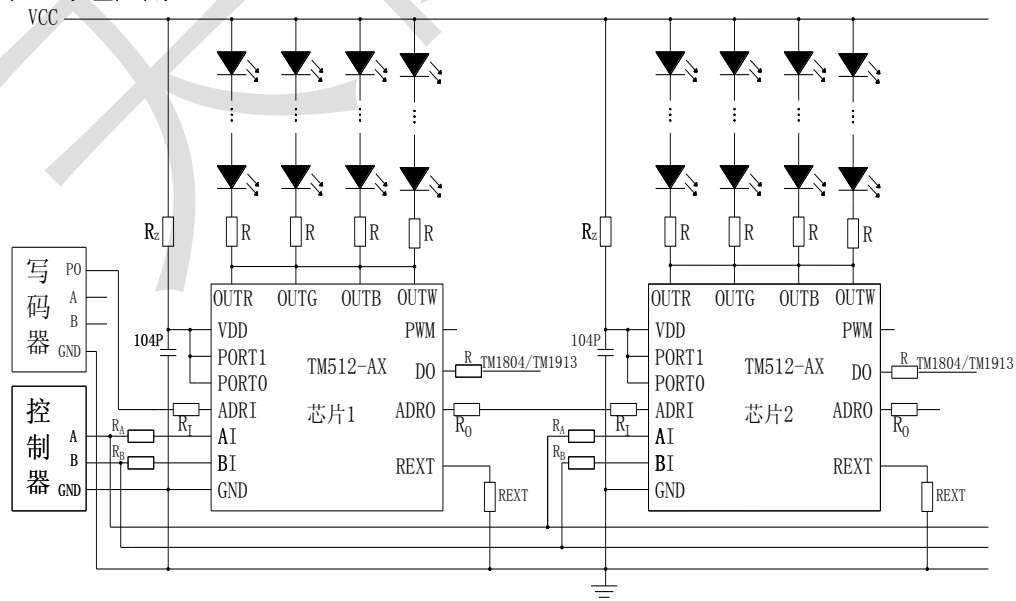 VCC
RZ R R R R RZ R R R R
写码器 P0 A B GND
OUTR OUTG OUTB OUTW OUTR OUTG OUTB OUTW
104P VDD PWM 104P VDD PWM
PORT1 TM512-AX DO R TM1804/TM1913 PORT1 TM512-AX DO R TM1804/TM1913
PORT0 PORT0
控制器 A B GND
ADRI 芯片1 ADRO ADRI 芯片2 ADRO
RI RO RI RO
RA AI RA AI
RB BI REXT RB BI REXT
GND REXT GND REXT